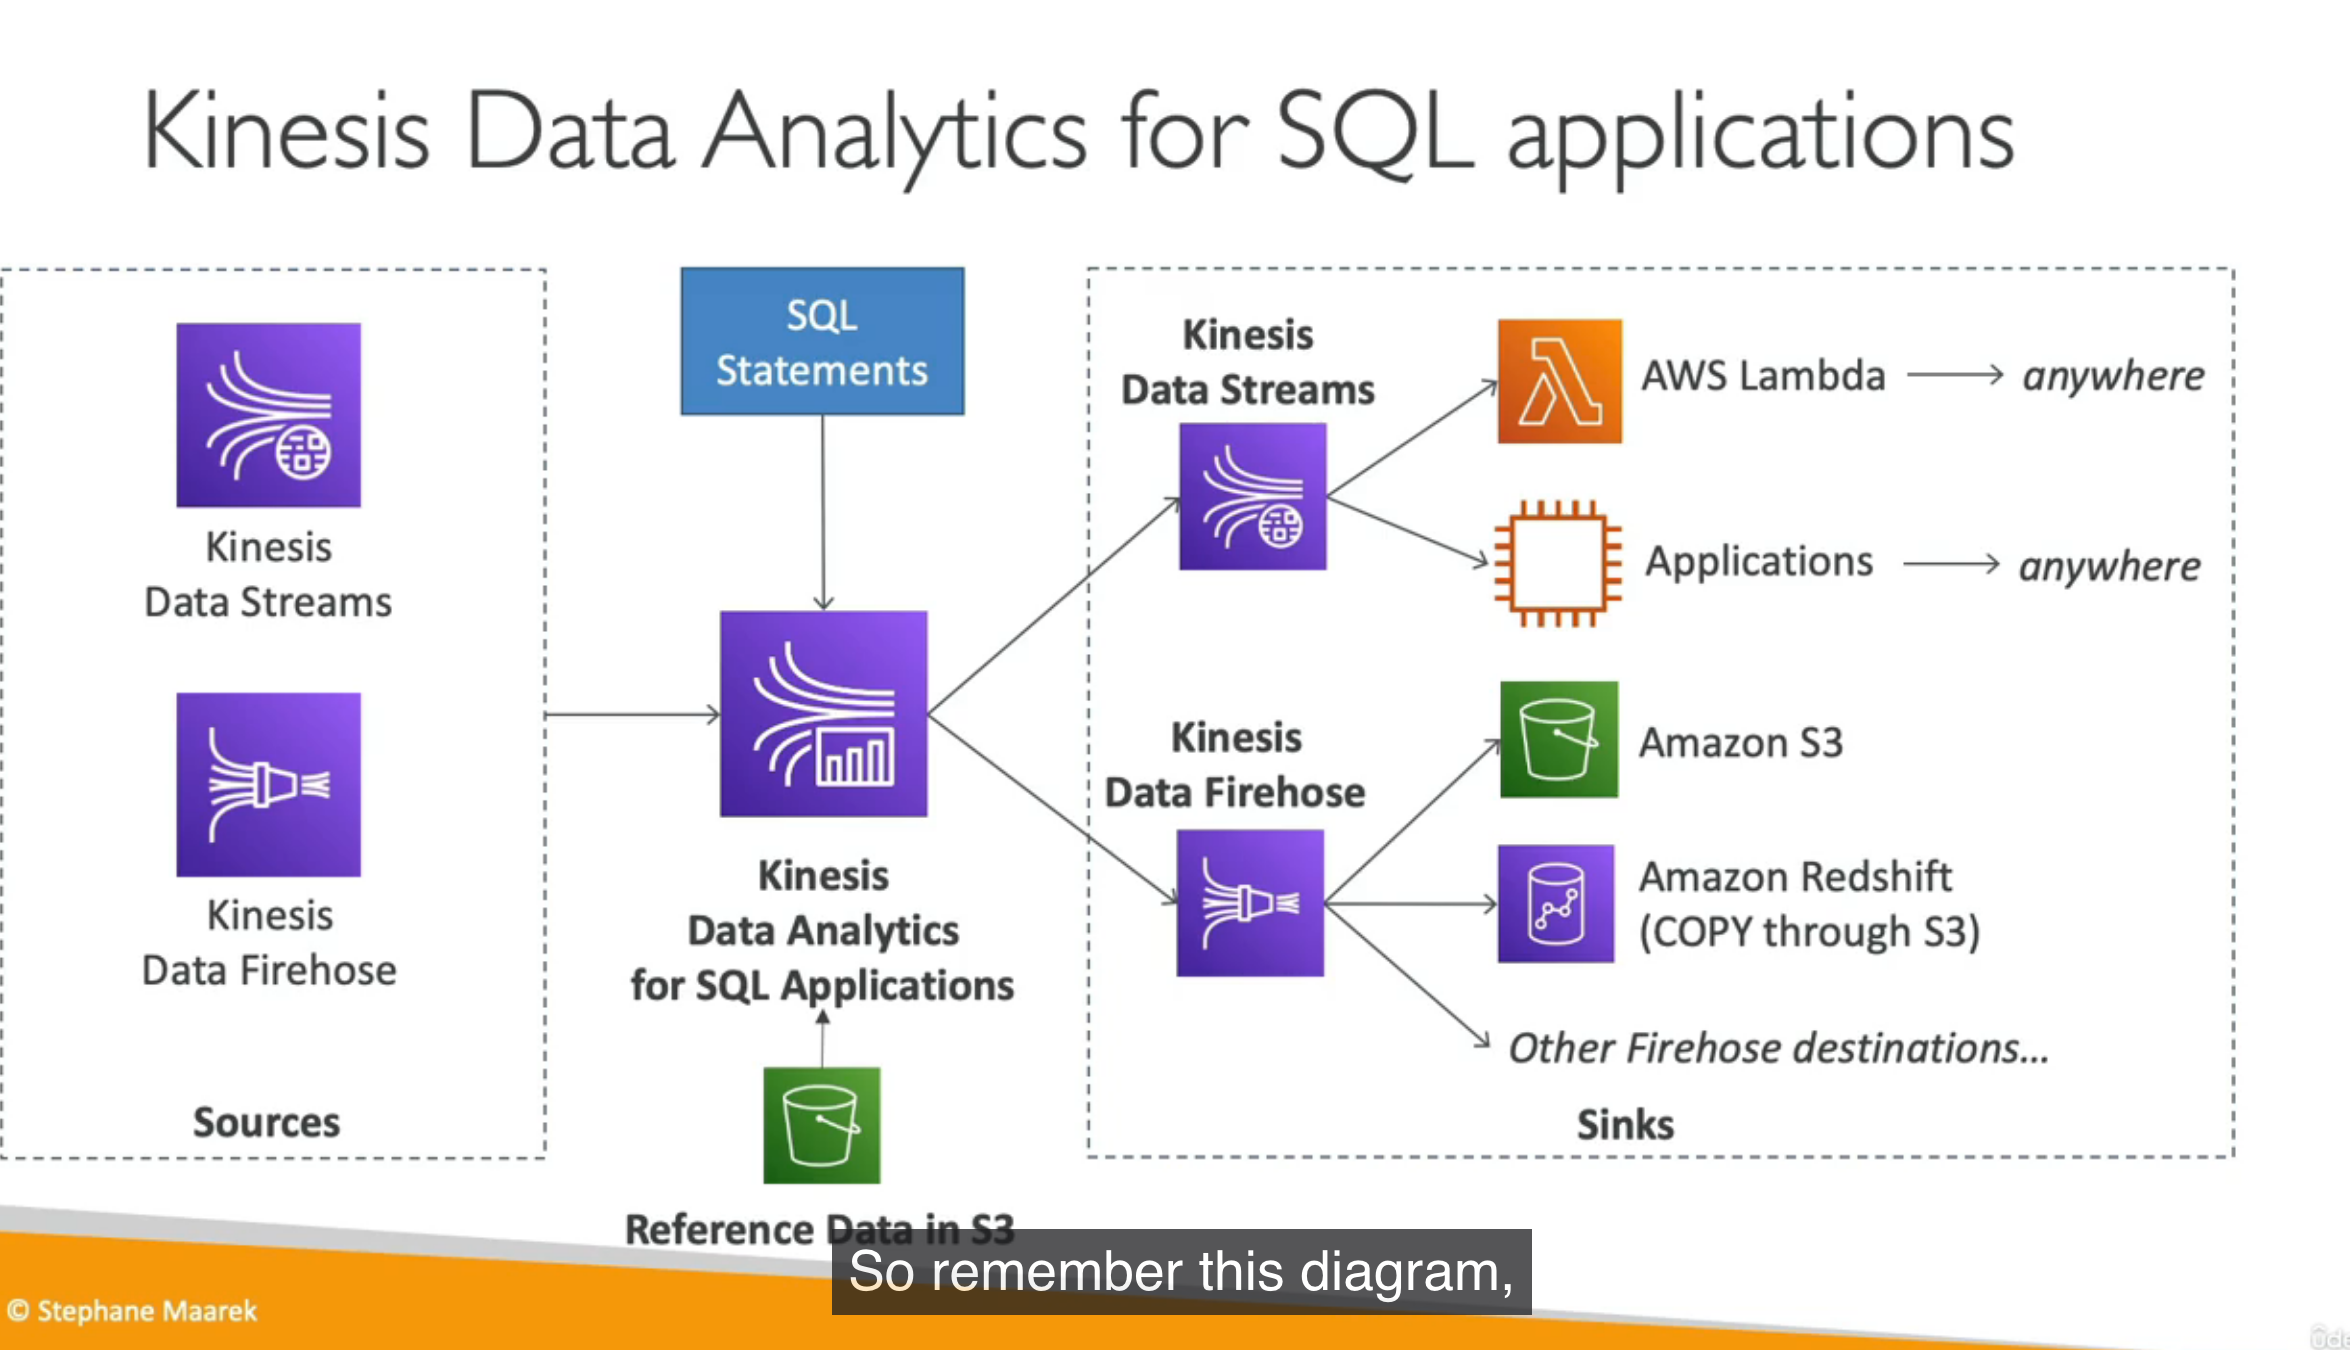 Kinesis Data Analytics for SQL applications
Kinesis
Data Streams
Kinesis
Data Firehose
Sources
SQL
Statements
Kinesis
Data Analytics
for SQL Applications
Reference Data in S3
Kinesis
Data Streams
AWS Lambda
anywhere
Applications
anywhere
Kinesis
Data Firehose
Amazon S3
Amazon Redshift
(COPY through S3)
Other Firehose destinations...
Sinks
So remember this diagram,
© Stephane Maarek